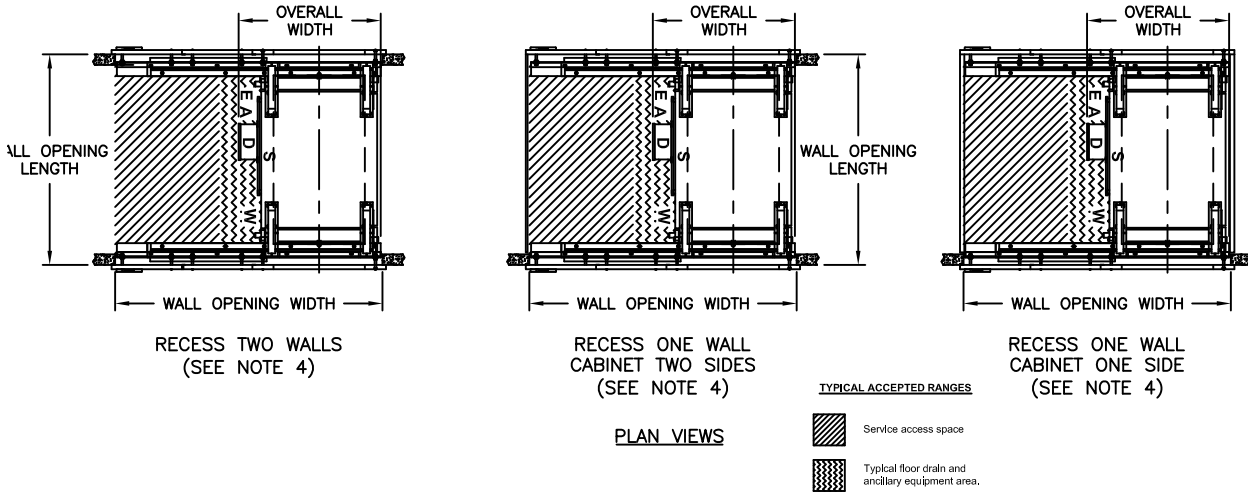 OVERALL
WIDTH
OVERALL
WIDTH
OVERALL
WIDTH
E
A
D
S
W
E
A
D
S
W
E
A
D
S
W
OPENING
LENGTH
WALL OPENING
LENGTH
WALL OPENING WIDTH
WALL OPENING WIDTH
WALL OPENING WIDTH
RECESS TWO WALLS
(SEE NOTE 4)
RECESS ONE WALL
CABINET TWO SIDES
(SEE NOTE 4)
RECESS ONE WALL
CABINET ONE SIDE
(SEE NOTE 4)
PLAN VIEWS
TYPICAL ACCEPTED RANGES
Service access space
Typical floor drain and
ancillary equipment area.